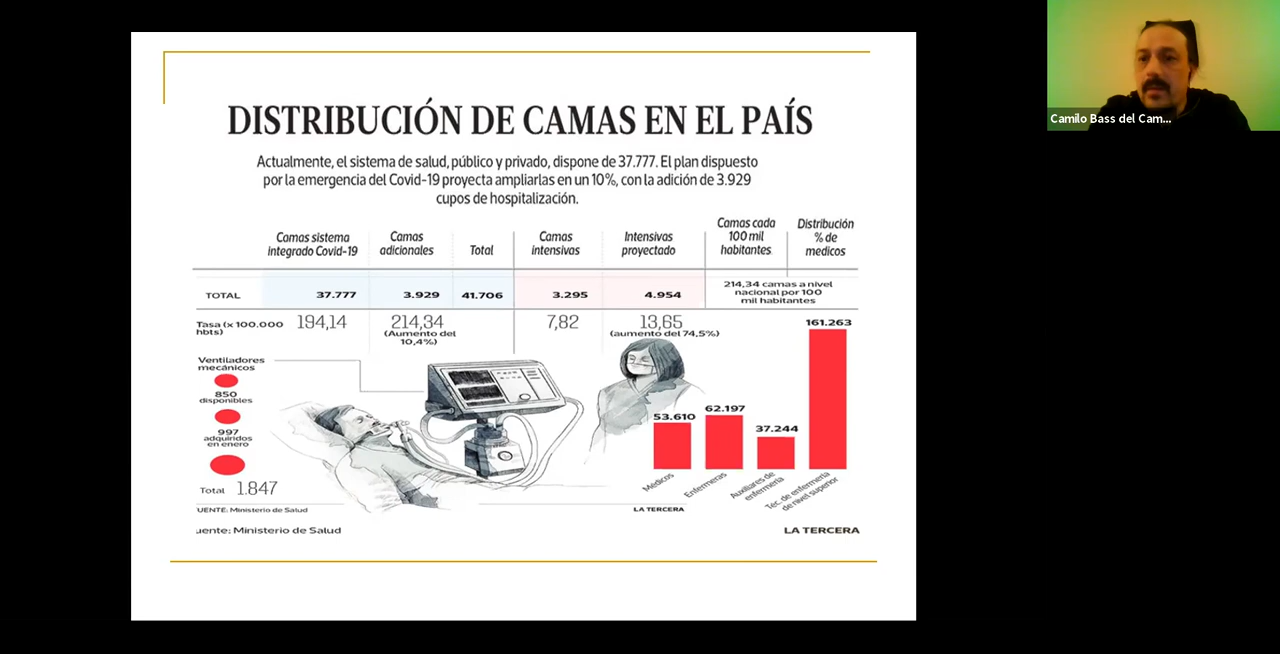 DISTRIBUCIÓN DE CAMAS EN EL PAÍS
Actualmente, el sistema de salud, público y privado, dispone de 37.777. El plan dispuesto
por la emergencia del Covid-19 proyecta ampliarlas en un 10%, con la adición de 3.929
cupos de hospitalización.
Camas sistema
integrado Covid-19
Camas
adicionales
Total
Camas
intensivas
Intensivas
proyectado
Camas cada
100 mil
habitantes
Distribución
% de
medicos
TOTAL
37.777
3.929
41.706
3.295
4.954
214,34 camas a nivel
nacional por 100
mil habitantes
Tasa (x 100.000
hbts)
194,14
214,34
(Aumento del
10,4%)
7,82
13,65
(aumento del 74,5%)
Ventiladores
mecánicos
850
disponibles
997
adquiridos
en enero
Total 1.847
53.610
62.197
37.244
161.263
Médicos
Enfermeras
Auxiliares de
enfermería
Téc. de enfermería
de nivel superior
UENTE: Ministerio de Salud
LA TERCERA
uente: Ministerio de Salud
LA TERCERA
Camilo Bass del Cam...